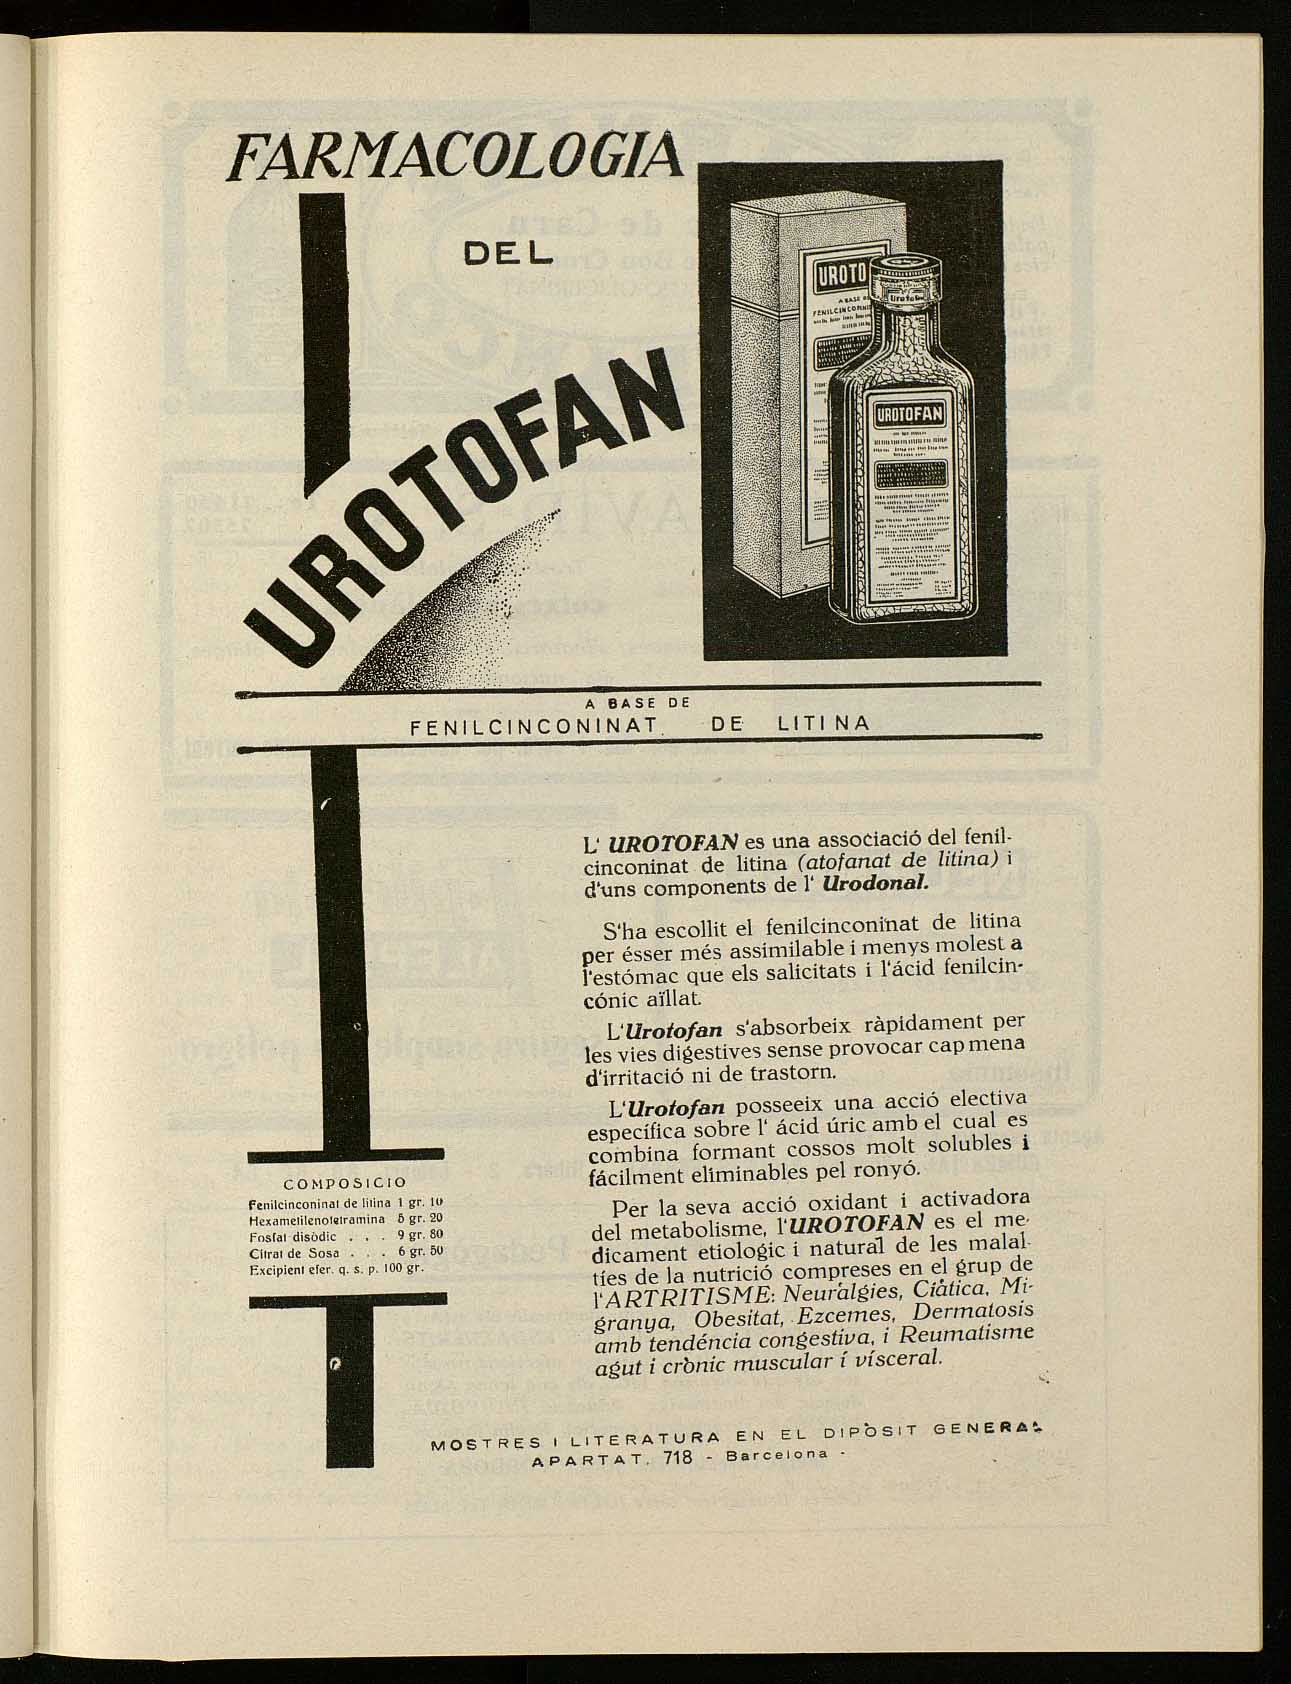 FARMACOLOGIA
DEL
UROTOFAN
UROTO
A BASE DE
FENILCINCONIN
UrotoFan
UROTOFAN
A BASE DE
FENILCINCONINAT DE LITINA
L' UROTOFAN es una associació del fenil-
cinconinat de litina (atofanat de litina) i
d'uns components de l' Urodonal.
S'ha escollit el fenilcinconinat de litina
per ésser més assimilable i menys molest a
l'estómac que els salicitats i l'ácid fenilcin-
cónic aïllat.
L'Urotofan s'absorbeix ràpidament per
les vies digestives sense provocar cap mena
d'irritació ni de trastorn.
L'Urotofan posseeix una acció electiva
específica sobre l' ácid úric amb el cual es
combina formant cossos molt solubles i
fácilment eliminables pel ronyó.
Per la seva acció oxidant i activadora
del metabolisme, l'UROTOFAN es el me-
dicament etiologic i natural de les malal-
tíes de la nutrició compreses en el grup de
l'ARTRITISME: Neuralgies, Ciàtica, Mi-
granya, Obesitat, Ezcemes, Dermatosis
amb tendéncia congestiva, i Reumatisme
agut i crònic muscular i vísceral.
COMPOSICIO
Fenilcinconinat de litina 1 gr. 10
Hexametilenotetramina 5 gr. 20
Fosfat disòdic . . . 9 gr. 80
Citrat de Sosa . . . 6 gr. 50
Excipient efer. q. s. p. 100 gr.
MOSTRES I LITERATURA EN EL DIPÒSIT GENERAL
APARTAT. 718 - Barcelona -